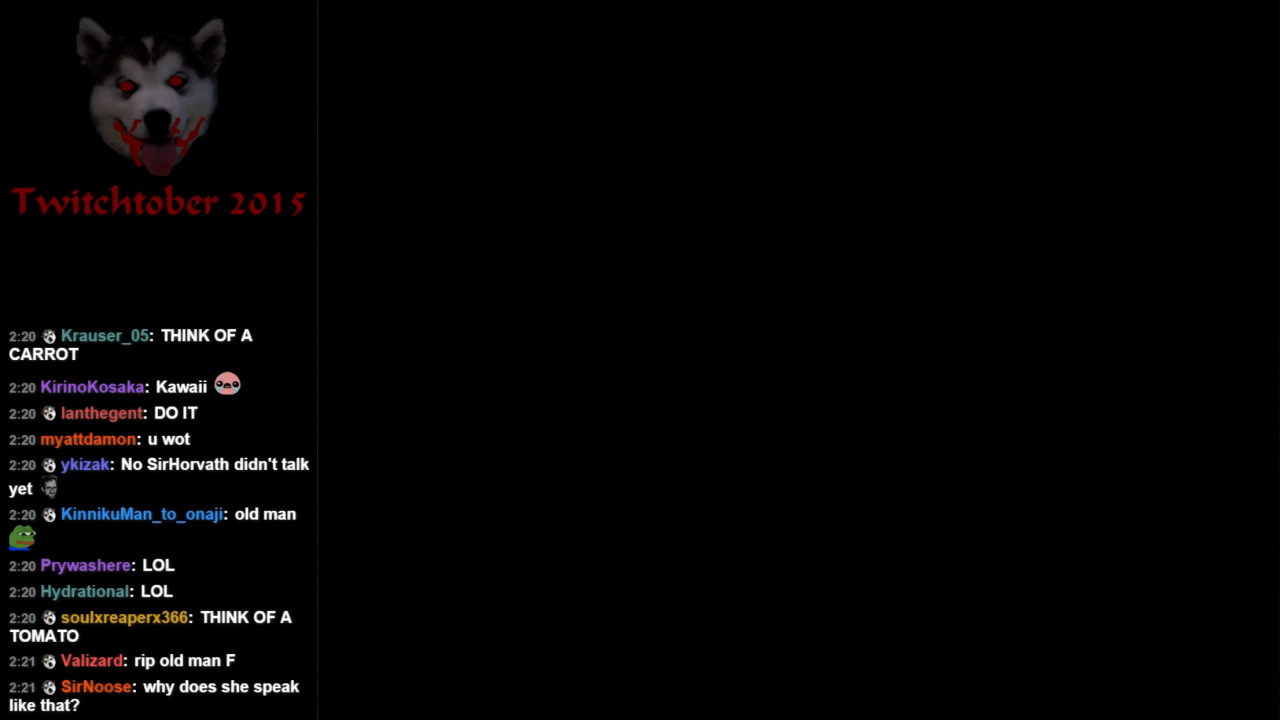 Twitchtober 2015
2:20 Krauser_05: THINK OF A
CARROT
2:20 KirinoKosaka: Kawaii
2:20 lanthegent: DO IT
2:20 myattdamon: u wot
2:20 ykizak: No SirHorvath didn't talk
yet
2:20 KinnikuMan_to_onaji: old man
2:20 Prywashere: LOL
2:20 Hydrational: LOL
2:20 soulxreaperx366: THINK OF A
TOMATO
2:21 Valizard: rip old man F
2:21 SirNoose: why does she speak
like that?